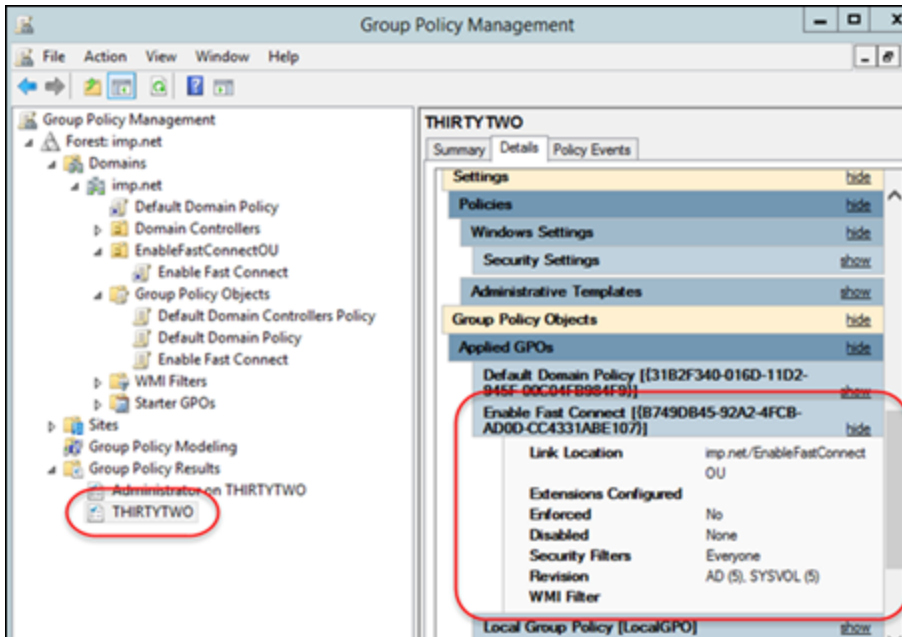 Group Policy Management
File Action View Window Help
Group Policy Management
Forest: imp.net
Domains
imp.net
Default Domain Policy
Domain Controllers
EnableFastConnectOU
Enable Fast Connect
Group Policy Objects
Default Domain Controllers Policy
Default Domain Policy
Enable Fast Connect
WMI Filters
Starter GPOs
Sites
Group Policy Modeling
Group Policy Results
Administrator on THIRTYTWO
THIRTYTWO
THIRTYTWO
Summary Details Policy Events
Settings hide
Policies hide
Windows Settings hide
Security Settings show
Administrative Templates show
Group Policy Objects hide
Applied GPOs hide
Default Domain Policy [{31B2F340-016D-11D2-
945F-00C04FB984F9}] show
Enable Fast Connect [{B749DB45-92A2-4FCB-
AD0D-CC4331ABE107}] hide
Link Location imp.net/EnableFastConnect
OU
Extensions Configured
Enforced No
Disabled None
Security Filters Everyone
Revision AD (5), SYSVOL (5)
WMI Filter
Local Group Policy [LocalGPO] show